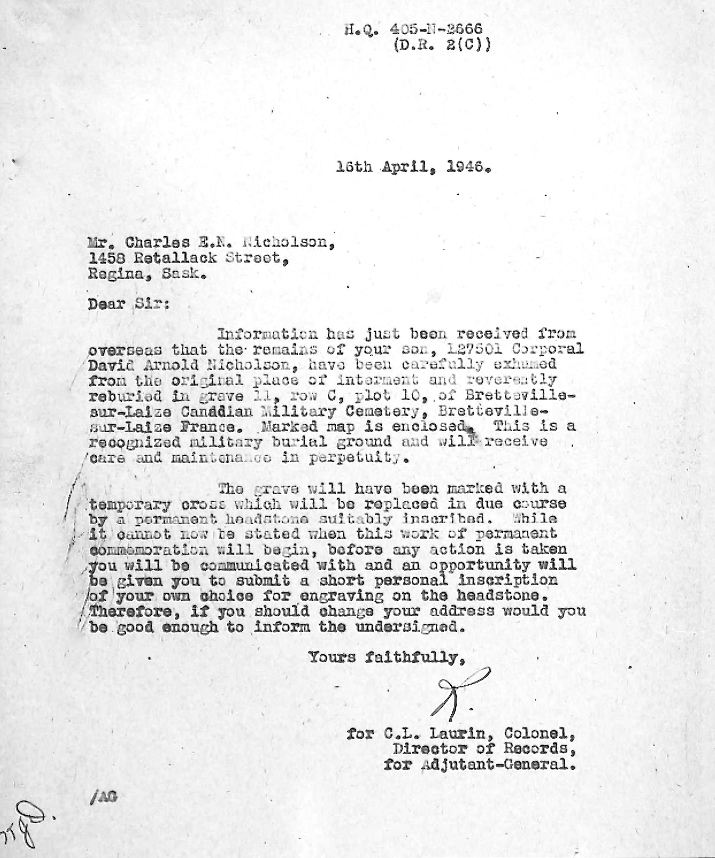 H.Q. 405-N-2666
(D.R. 2(C))
16th April, 1946.
Mr. Charles E.N. Nicholson,
1458 Retallack Street,
Regina, Sask.
Dear Sir:
Information has just been received from
overseas that the remains of your son, L27501 Corporal
David Arnold Nicholson, have been carefully exhumed
from the original place of interment and reverently
reburied in grave 11, row C, plot 10, of Bretteville-
sur-Laize Canadian Military Cemetery, Bretteville-
sur-Laize France. Marked map is enclosed. This is a
recognized military burial ground and will receive
care and maintenance in perpetuity.
The grave will have been marked with a
temporary cross which will be replaced in due course
by a permanent headstone suitably inscribed. While
it cannot now be stated when this work of permanent
commemoration will begin, before any action is taken
you will be communicated with and an opportunity will
be given you to submit a short personal inscription
of your own choice for engraving on the headstone.
Therefore, if you should change your address would you
be good enough to inform the undersigned.
Yours faithfully,
for C.L. Laurin, Colonel,
Director of Records,
for Adjutant-General.
/AG